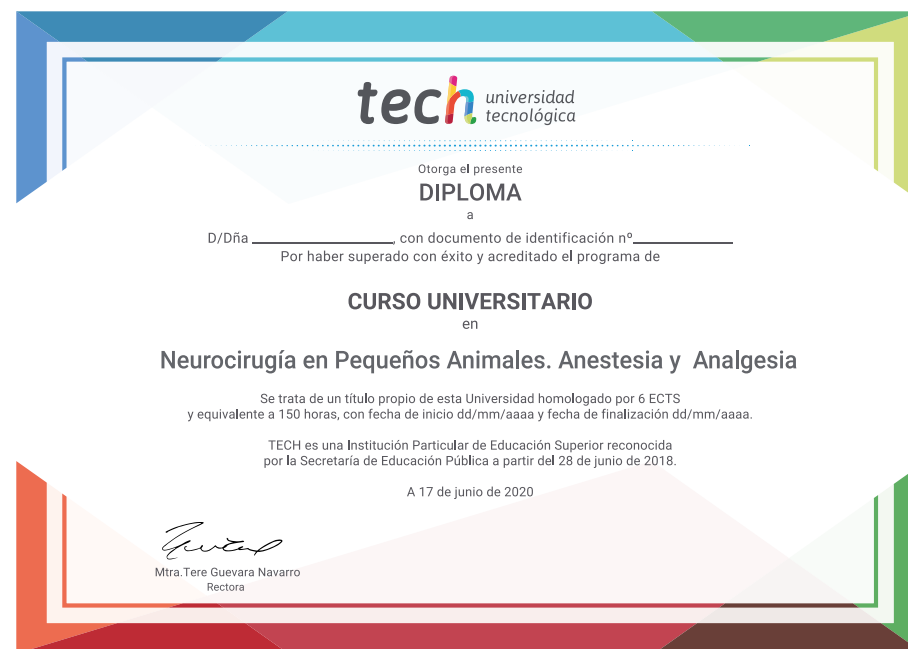 tech universidad
tecnológica
Otorga el presente
DIPLOMA
a
D/Dña ____________________, con documento de identificación nº______________
Por haber superado con éxito y acreditado el programa de
CURSO UNIVERSITARIO
en
Neurocirugía en Pequeños Animales. Anestesia y Analgesia
Se trata de un título propio de esta Universidad homologado por 6 ECTS
y equivalente a 150 horas, con fecha de inicio dd/mm/aaaa y fecha de finalización dd/mm/aaaa.
TECH es una Institución Particular de Educación Superior reconocida
por la Secretaría de Educación Pública a partir del 28 de junio de 2018.
A 17 de junio de 2020
Mtra.Tere Guevara Navarro
Rectora